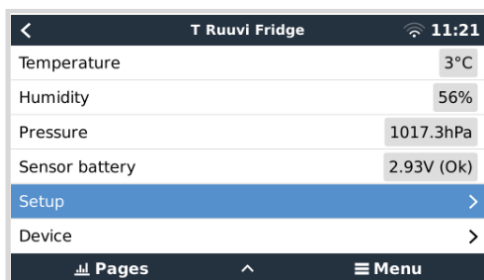 T Ruuvi Fridge 11:21
Temperature 3°C
Humidity 56%
Pressure 1017.3hPa
Sensor battery 2.93V (Ok)
Setup
Device
Pages Menu